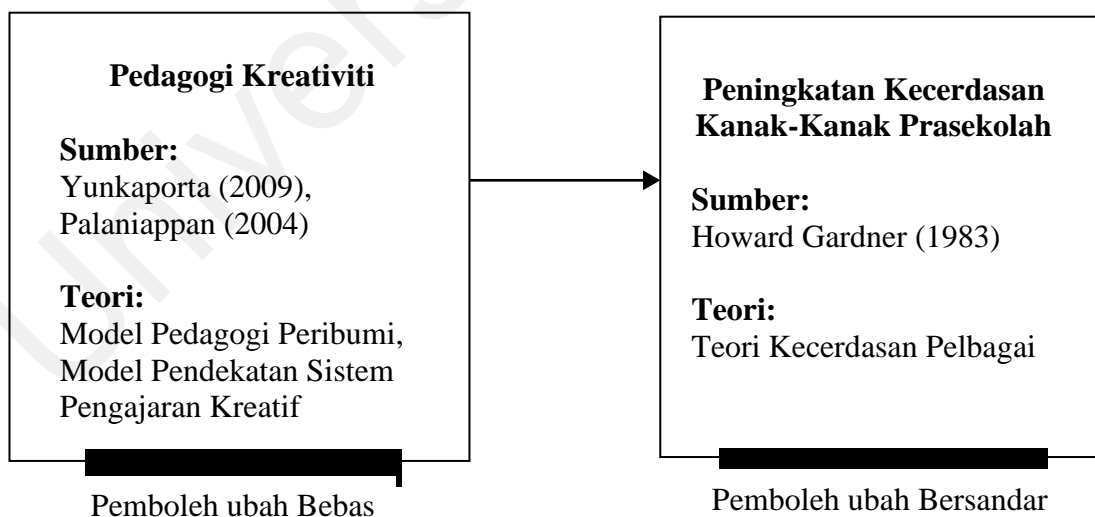 Pedagogi Kreativiti
Sumber:
Yunkaporta (2009),
Palaniappan (2004)
Teori:
Model Pedagogi Peribumi,
Model Pendekatan Sistem
Pengajaran Kreatif
Pemboleh ubah Bebas
Peningkatan Kecerdasan
Kanak-Kanak Prasekolah
Sumber:
Howard Gardner (1983)
Teori:
Teori Kecerdasan Pelbagai
Pemboleh ubah Bersandar
Univers